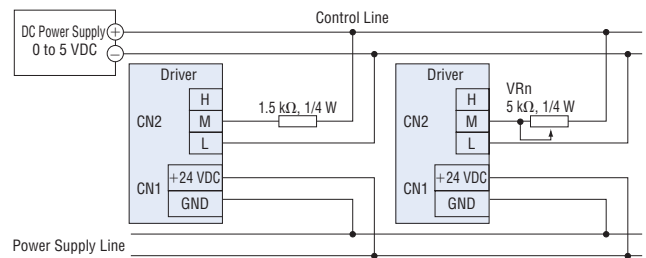 Control Line
DC Power Supply +
0 to 5 VDC −
Driver
H
1.5 kΩ, 1/4 W
CN2
M
L
CN1
+24 VDC
GND
Driver
VRn
H
5 kΩ, 1/4 W
CN2
M
L
CN1
+24 VDC
GND
Power Supply Line